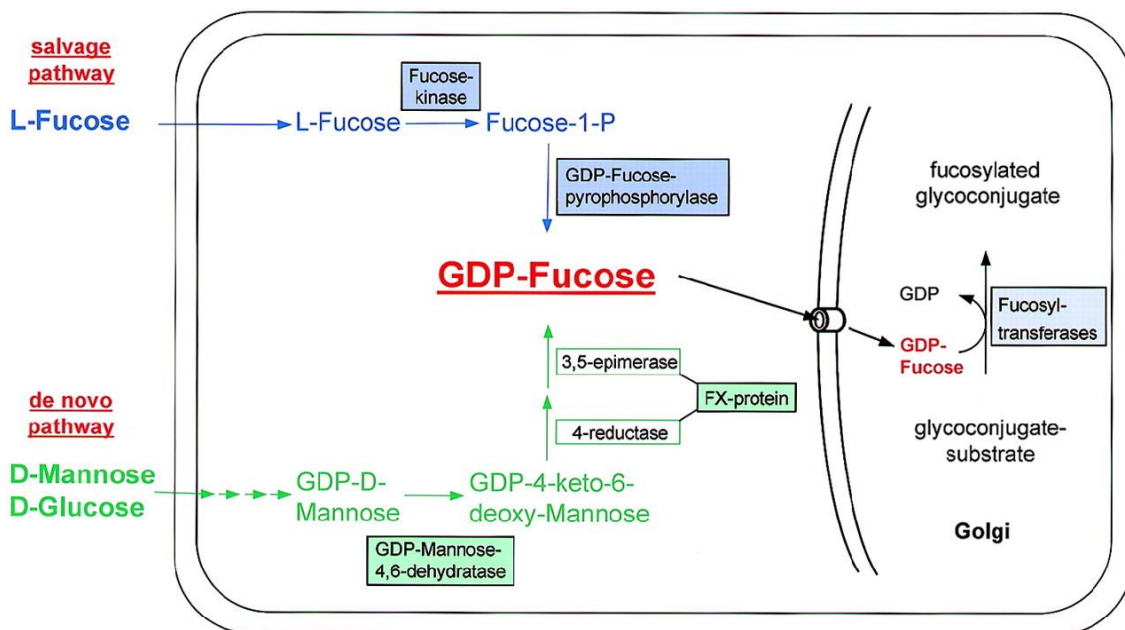 salvage
pathway
L-Fucose
L-Fucose
Fucose-
kinase
Fucose-1-P
GDP-Fucose-
pyrophosphorylase
GDP-Fucose
3,5-epimerase
FX-protein
4-reductase
de novo
pathway
D-Mannose
D-Glucose
GDP-D-
Mannose
GDP-4-keto-6-
deoxy-Mannose
GDP-Mannose-
4,6-dehydratase
fucosylated
glycoconjugate
GDP
Fucosyl-
transferases
GDP-
Fucose
glycoconjugate-
substrate
Golgi